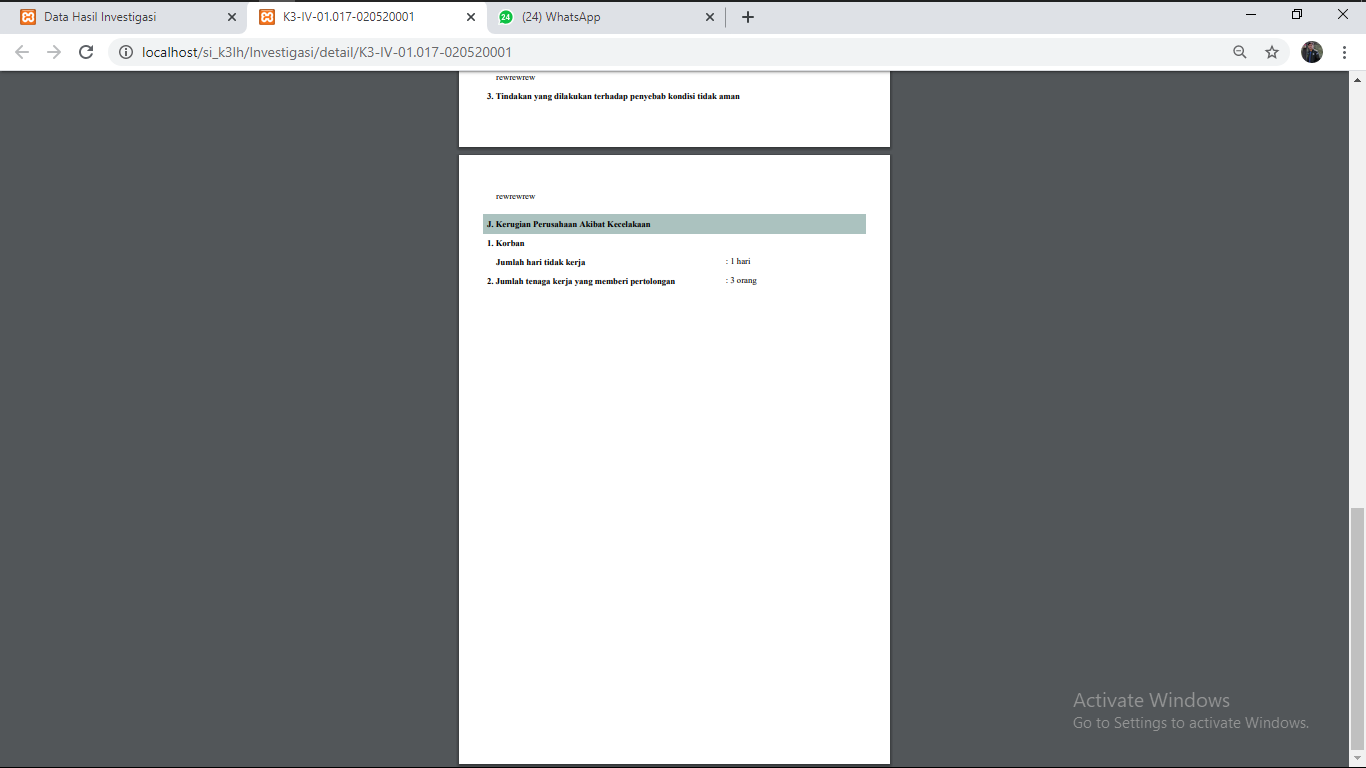 Data Hasil Investigasi
K3-IV-01.017-020520001
24
(24) WhatsApp
localhost/si_k3lh/Investigasi/detail/K3-IV-01.017-020520001
rewrewrew
3. Tindakan yang dilakukan terhadap penyebab kondisi tidak aman
rewrewrew
J. Kerugian Perusahaan Akibat Kecelakaan
1. Korban
Jumlah hari tidak kerja : 1 hari
2. Jumlah tenaga kerja yang memberi pertolongan : 3 orang
Activate Windows
Go to Settings to activate Windows.